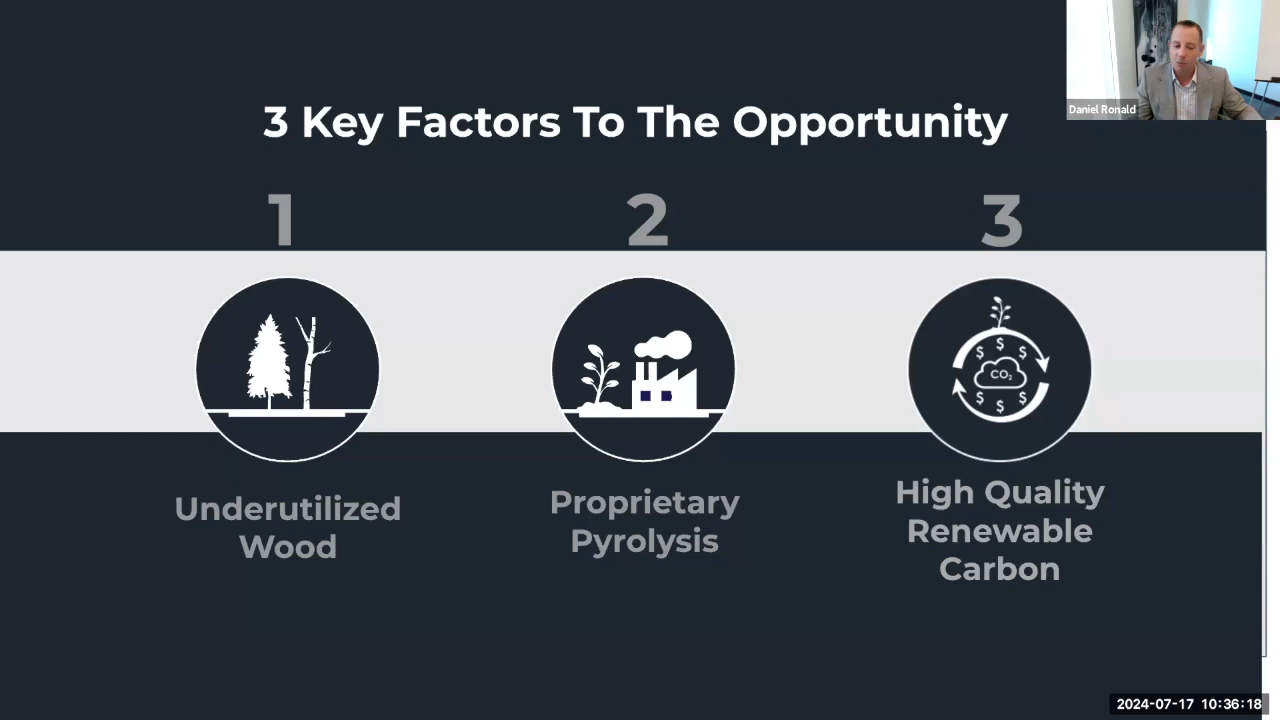 Daniel Ronald
3 Key Factors To The Opportunity
1
2
3
$ $ $
CO₂
$ $ $
Underutilized
Wood
Proprietary
Pyrolysis
High Quality
Renewable
Carbon
2024-07-17 10:36:18